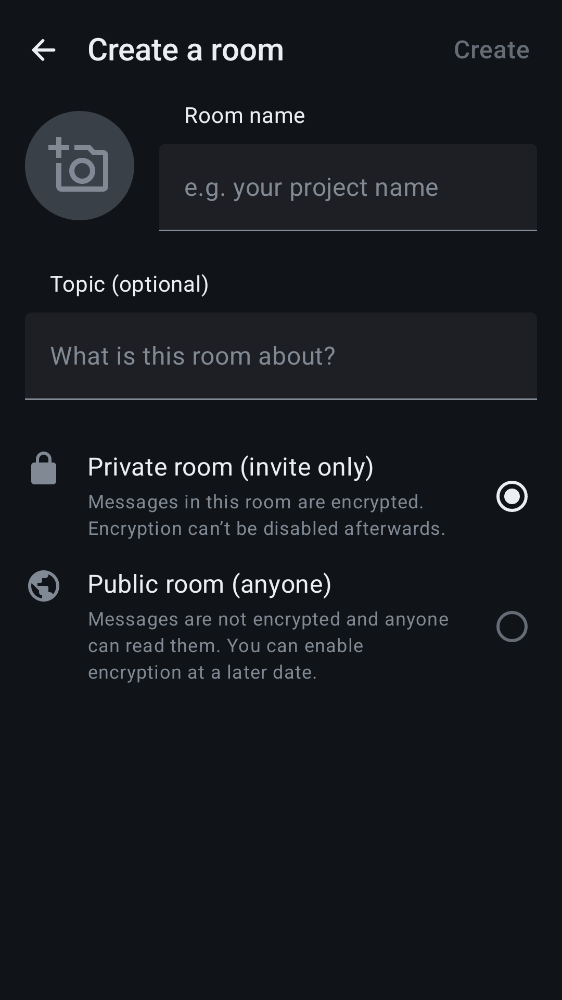 Create a room
Create
Room name
e.g. your project name
Topic (optional)
What is this room about?
Private room (invite only)
Messages in this room are encrypted.
Encryption can’t be disabled afterwards.
Public room (anyone)
Messages are not encrypted and anyone
can read them. You can enable
encryption at a later date.